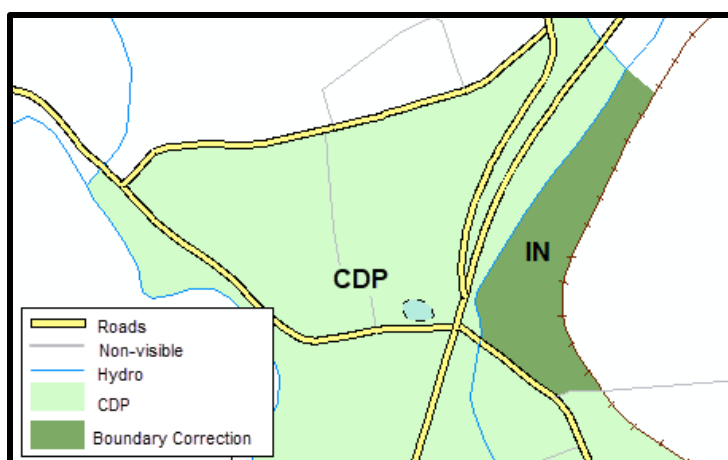 IN
CDP
Roads
Non-visible
Hydro
CDP
Boundary Correction